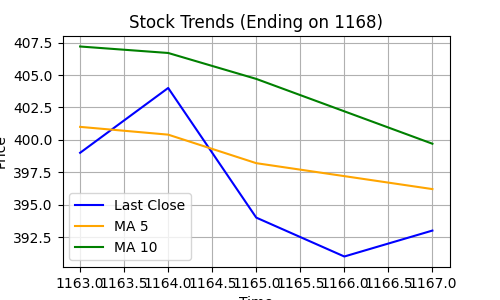 Stock Trends (Ending on 1168)
407.5
405.0
402.5
400.0
397.5
395.0
392.5
Price
Last Close
MA 5
MA 10
1163.0 1163.5 1164.0 1164.5 1165.0 1165.5 1166.0 1166.5 1167.0
Time